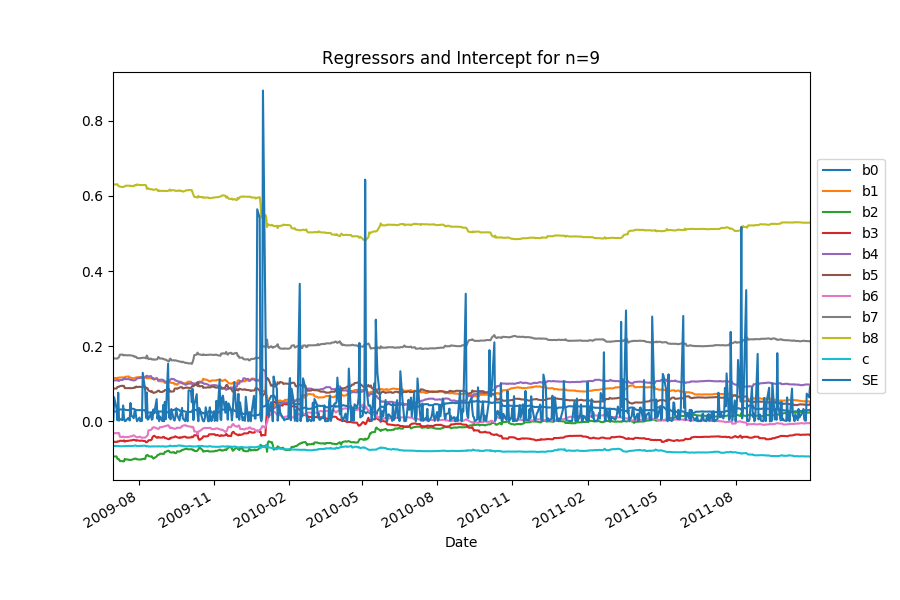 Regressors and Intercept for n=9
0.8
0.6
0.4
0.2
0.0
2009-08
2009-11
2010-02
2010-05
2010-08
2010-11
2011-02
2011-05
2011-08
Date
b0
b1
b2
b3
b4
b5
b6
b7
b8
c
SE